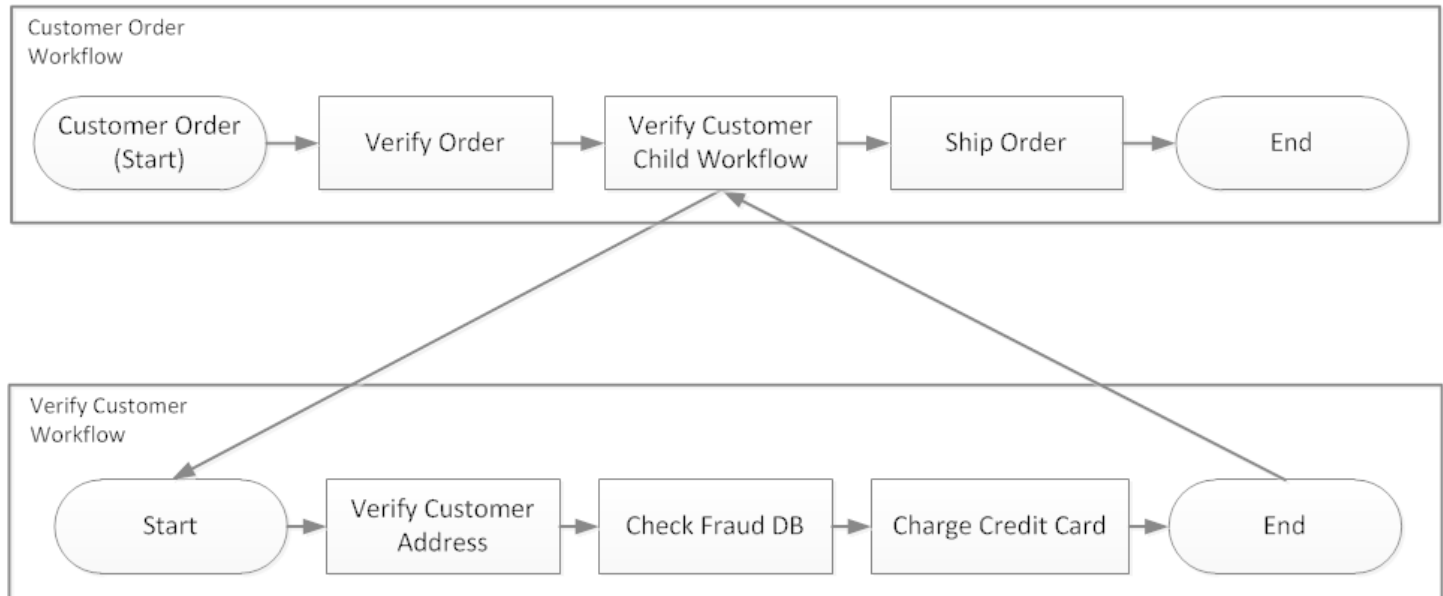 Customer Order
Workflow
Customer Order
(Start)
Verify Order
Verify Customer
Child Workflow
Ship Order
End
Verify Customer
Workflow
Start
Verify Customer
Address
Check Fraud DB
Charge Credit Card
End